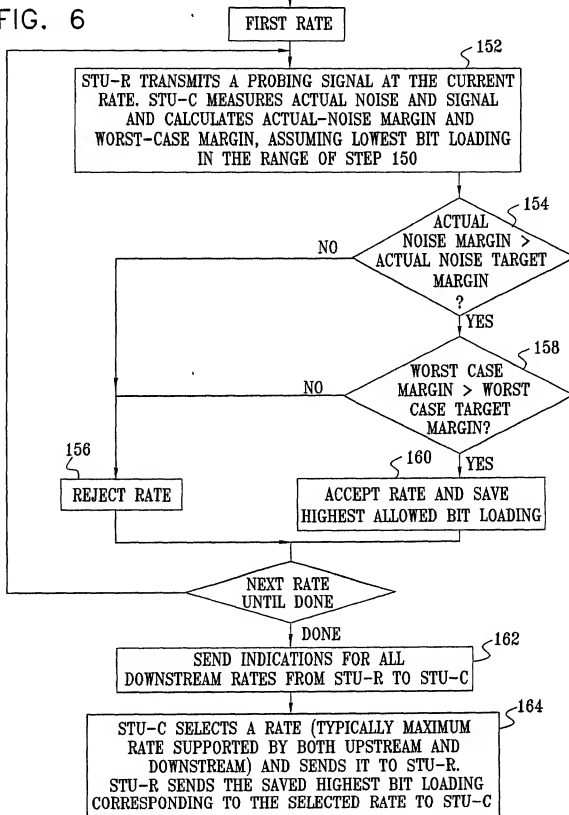 FIG. 6
FIRST RATE
152
STU-R TRANSMITS A PROBING SIGNAL AT THE CURRENT
RATE. STU-C MEASURES ACTUAL NOISE AND SIGNAL
AND CALCULATES ACTUAL-NOISE MARGIN AND
WORST-CASE MARGIN, ASSUMING LOWEST BIT LOADING
IN THE RANGE OF STEP 150
154
ACTUAL
NOISE MARGIN >
ACTUAL NOISE TARGET
MARGIN
?
NO
YES
158
WORST CASE
MARGIN > WORST
CASE TARGET
MARGIN?
NO
YES
156
REJECT RATE
160
ACCEPT RATE AND SAVE
HIGHEST ALLOWED BIT LOADING
NEXT RATE
UNTIL DONE
DONE
162
SEND INDICATIONS FOR ALL
DOWNSTREAM RATES FROM STU-R TO STU-C
164
STU-C SELECTS A RATE (TYPICALLY MAXIMUM
RATE SUPPORTED BY BOTH UPSTREAM AND
DOWNSTREAM) AND SENDS IT TO STU-R.
STU-R SENDS THE SAVED HIGHEST BIT LOADING
CORRESPONDING TO THE SELECTED RATE TO STU-C